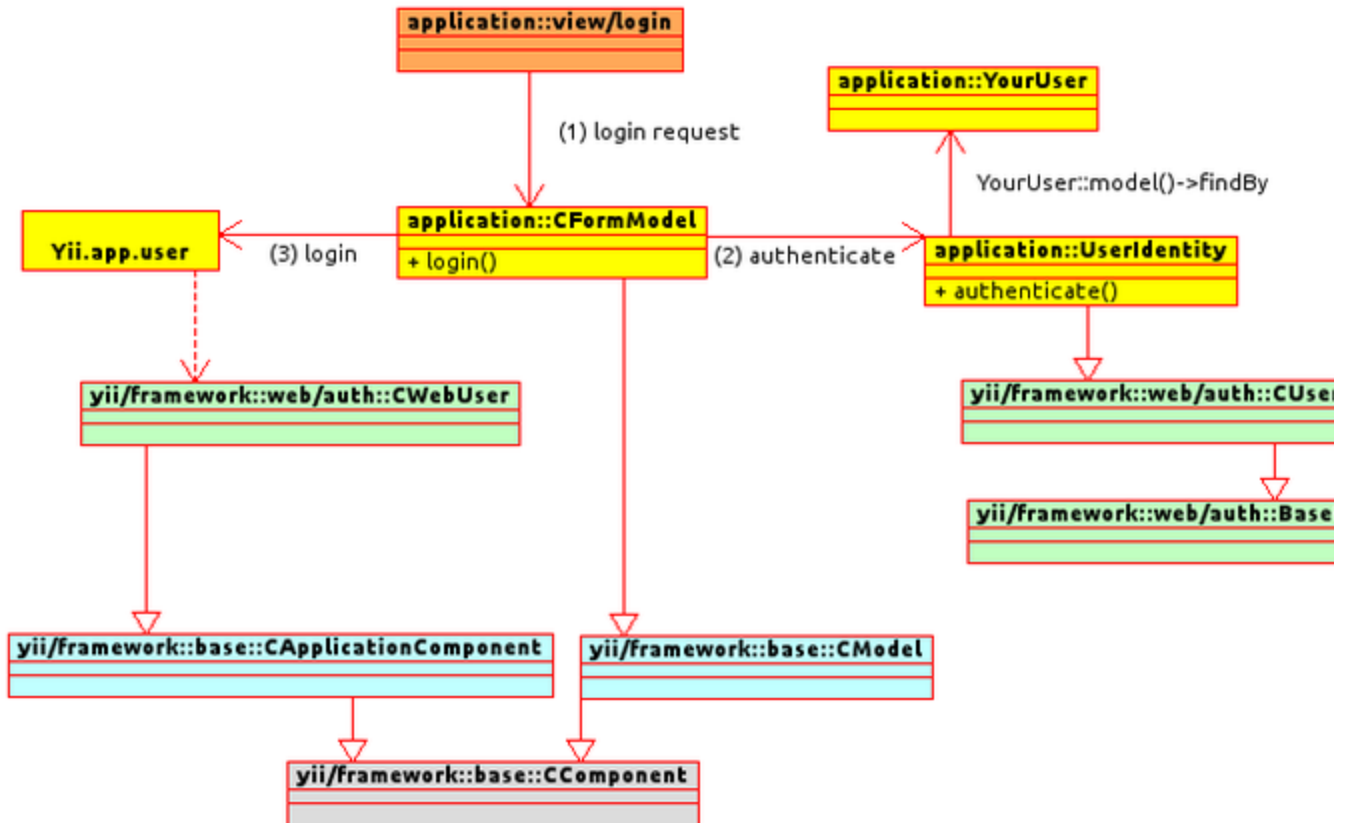 application::view/login
application::YourUser
(1) login request
YourUser::model()->findBy
application::CFormModel
+ login()
Yii.app.user
(3) login
(2) authenticate
application::UserIdentity
+ authenticate()
yii/framework::web/auth::CWebUser
yii/framework::web/auth::CUser
yii/framework::web/auth::Base
yii/framework::base::CApplicationComponent
yii/framework::base::CModel
yii/framework::base::CComponent